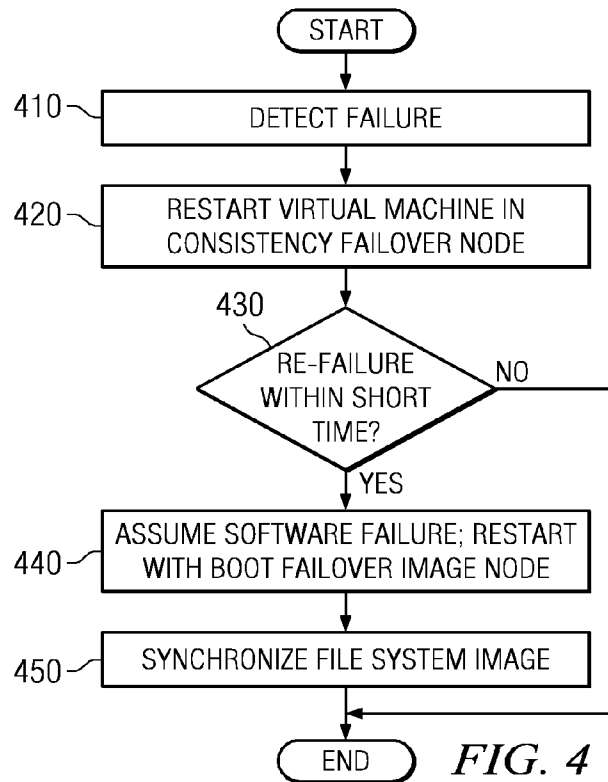 START
410
DETECT FAILURE
420
RESTART VIRTUAL MACHINE IN
CONSISTENCY FAILOVER NODE
430
RE-FAILURE
WITHIN SHORT
TIME?
NO
YES
440
ASSUME SOFTWARE FAILURE; RESTART
WITH BOOT FAILOVER IMAGE NODE
450
SYNCHRONIZE FILE SYSTEM IMAGE
END
FIG. 4